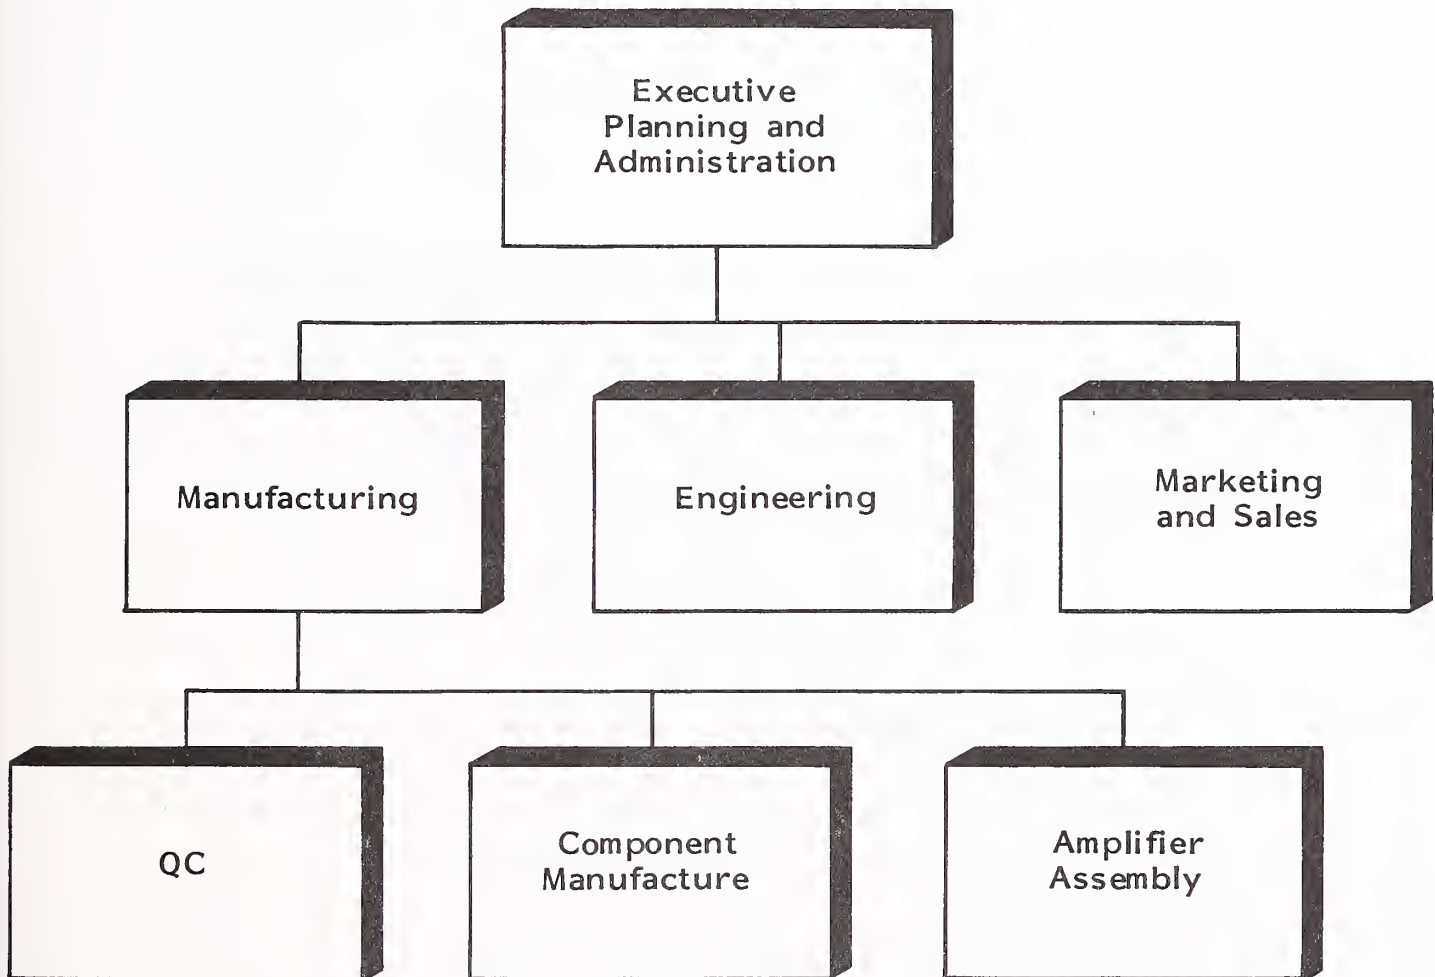 Executive
Planning and
Administration
Manufacturing
Engineering
Marketing
and Sales
QC
Component
Manufacture
Amplifier
Assembly